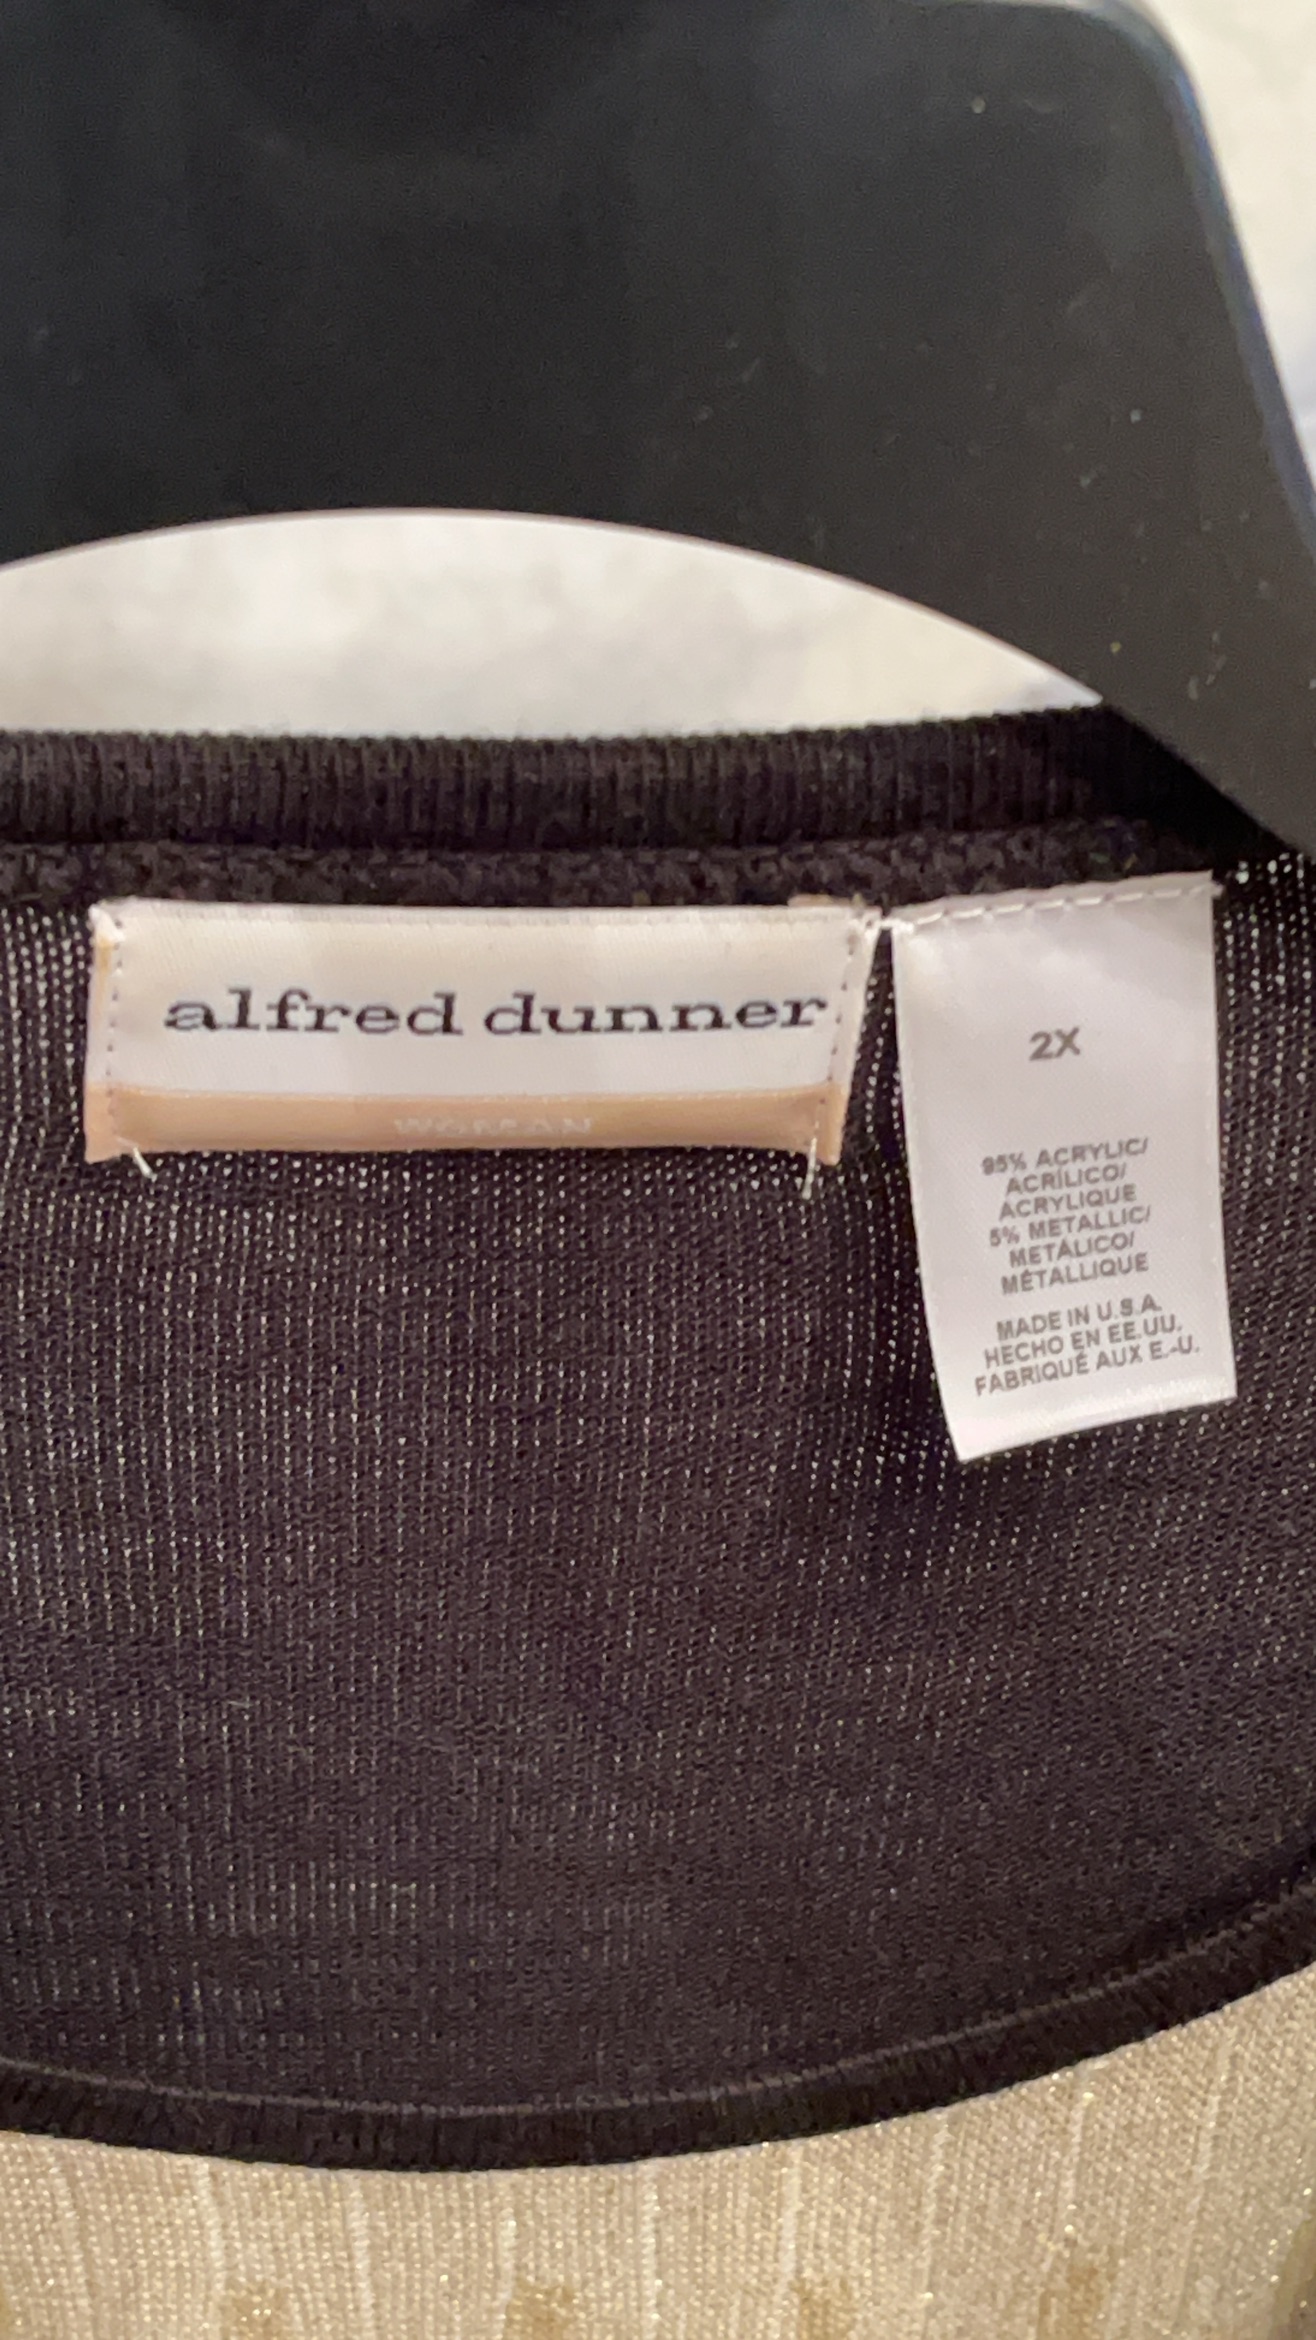 alfred dunner
WOMAN
2X
95% ACRYLIC/
ACRÍLICO/
ACRYLIQUE
5% METALLIC/
METÁLICO/
MÉTALLIQUE
MADE IN U.S.A.
HECHO EN EE.UU.
FABRIQUÉ AUX E.-U.